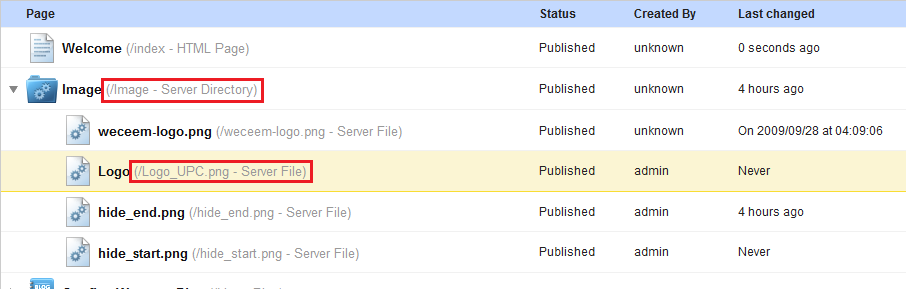 Page Status Created By Last changed
Welcome (/index - HTML Page) Published unknown 0 seconds ago
Image (/Image - Server Directory) Published unknown 4 hours ago
weceem-logo.png (/weceem-logo.png - Server File) Published unknown On 2009/09/28 at 04:09:06
Logo (/Logo_UPC.png - Server File) Published admin Never
hide_end.png (/hide_end.png - Server File) Published admin 4 hours ago
hide_start.png (/hide_start.png - Server File) Published admin Never
BLOG